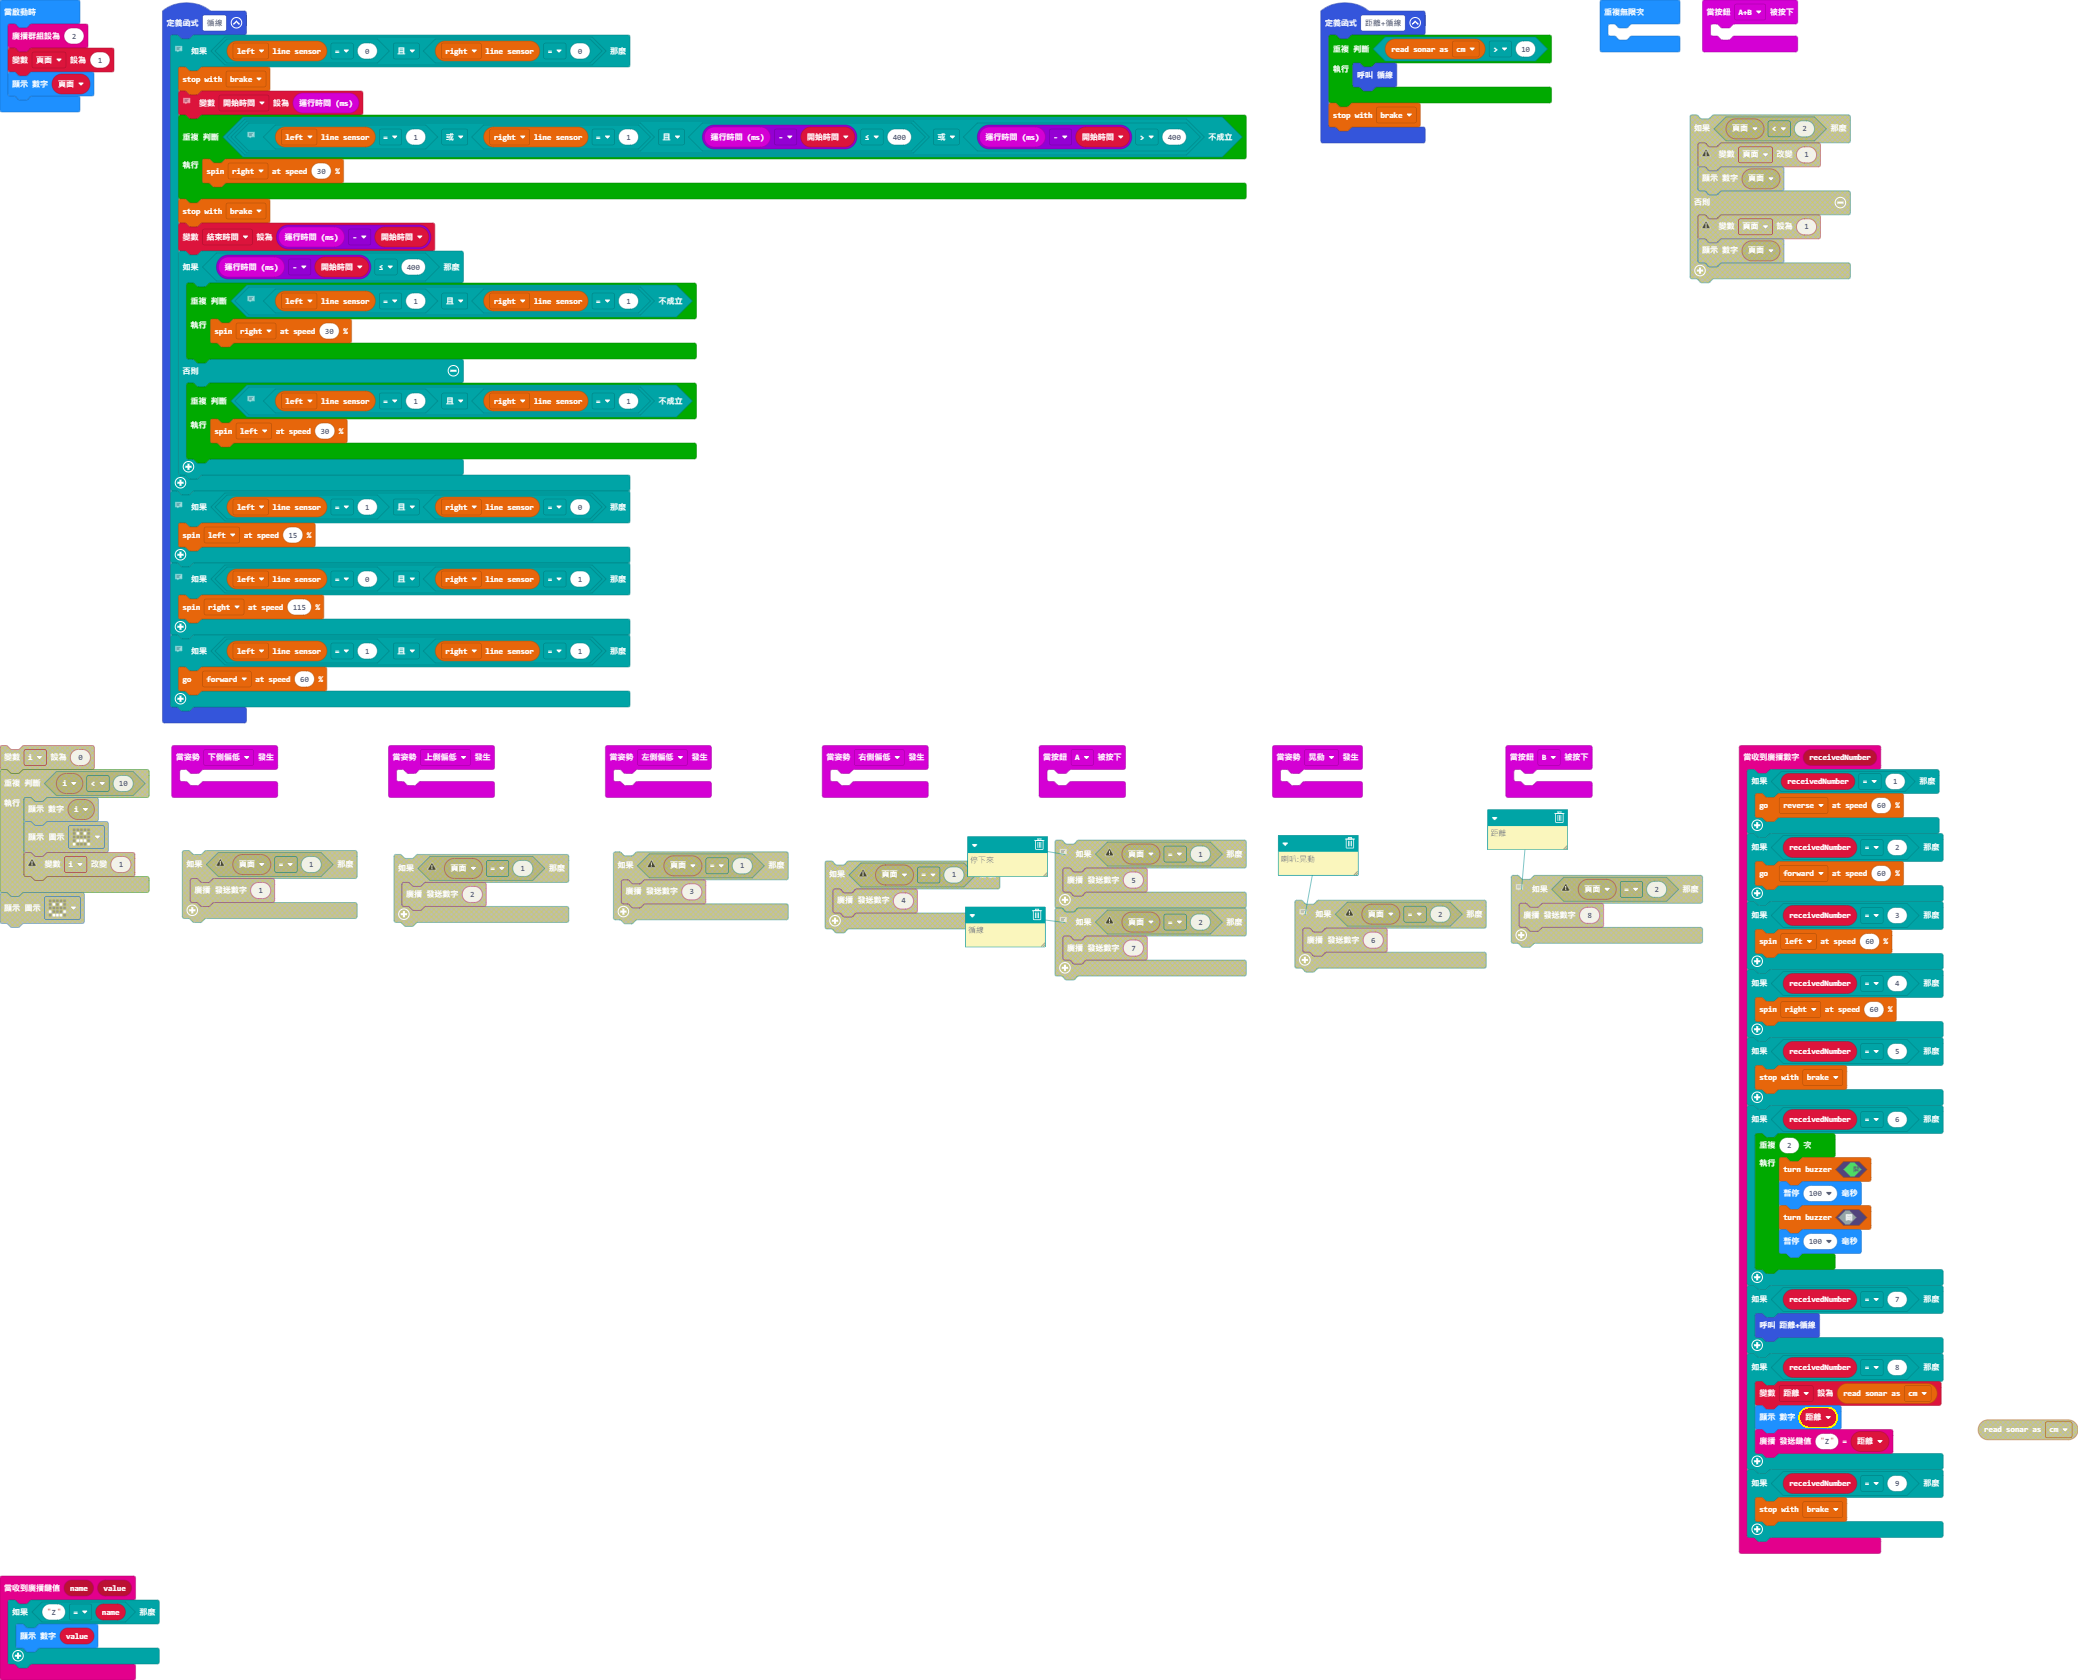 當啟動時
廣播群組設為 2
變數 頁面 設為 1
顯示 數字 頁面
定義函式 循線
如果 left line sensor = 0 且 right line sensor = 0 那麼
stop with brake
變數 開始時間 設為 運行時間 (ms)
重複 判斷 left line sensor = 1 或 right line sensor = 1 且 運行時間 (ms) - 開始時間 ≤ 400 或 運行時間 (ms) - 開始時間 > 400 不成立
執行 spin right at speed 30 %
stop with brake
變數 結束時間 設為 運行時間 (ms) - 開始時間
如果 運行時間 (ms) - 開始時間 ≤ 400 那麼
重複 判斷 left line sensor = 1 且 right line sensor = 1 不成立
執行 spin right at speed 30 %
否則
重複 判斷 left line sensor = 1 且 right line sensor = 1 不成立
執行 spin left at speed 30 %
如果 left line sensor = 1 且 right line sensor = 0 那麼
spin left at speed 15 %
如果 left line sensor = 0 且 right line sensor = 1 那麼
spin right at speed 115 %
如果 left line sensor = 1 且 right line sensor = 1 那麼
go forward at speed 60 %
定義函式 距離+循線
重複 判斷 read sonar as cm > 10
執行 呼叫 循線
stop with brake
重複無限次
當按鈕 A+B 被按下
如果 頁面 < 2 那麼
變數 頁面 改變 1
顯示 數字 頁面
否則
變數 頁面 設為 1
顯示 數字 頁面
變數 i 設為 0
重複 判斷 i < 10
執行 顯示 數字 i
顯示 圖示
變數 i 改變 1
顯示 圖示
當姿勢 下側偏低 發生
如果 頁面 = 1 那麼
廣播 發送數字 1
當姿勢 上側偏低 發生
如果 頁面 = 1 那麼
廣播 發送數字 2
當姿勢 左側偏低 發生
如果 頁面 = 1 那麼
廣播 發送數字 3
當姿勢 右側偏低 發生
如果 頁面 = 1
廣播 發送數字 4
當按鈕 A 被按下
停下來
如果 頁面 = 1 那麼
廣播 發送數字 5
循線
如果 頁面 = 2 那麼
廣播 發送數字 7
當姿勢 晃動 發生
喇叭:晃動
如果 頁面 = 2 那麼
廣播 發送數字 6
當按鈕 B 被按下
距離
如果 頁面 = 2 那麼
廣播 發送數字 8
當收到廣播數字 receivedNumber
如果 receivedNumber = 1 那麼
go reverse at speed 60 %
如果 receivedNumber = 2 那麼
go forward at speed 60 %
如果 receivedNumber = 3 那麼
spin left at speed 60 %
如果 receivedNumber = 4 那麼
spin right at speed 60 %
如果 receivedNumber = 5 那麼
stop with brake
如果 receivedNumber = 6 那麼
重複 2 次
執行 turn buzzer
暫停 100 毫秒
turn buzzer
暫停 100 毫秒
如果 receivedNumber = 7 那麼
呼叫 距離+循線
如果 receivedNumber = 8 那麼
變數 距離 設為 read sonar as cm
顯示 數字 距離
廣播 發送鍵值 "Z" = 距離
如果 receivedNumber = 9 那麼
stop with brake
read sonar as cm
當收到廣播鍵值 name value
如果 "Z" = name 那麼
顯示 數字 value